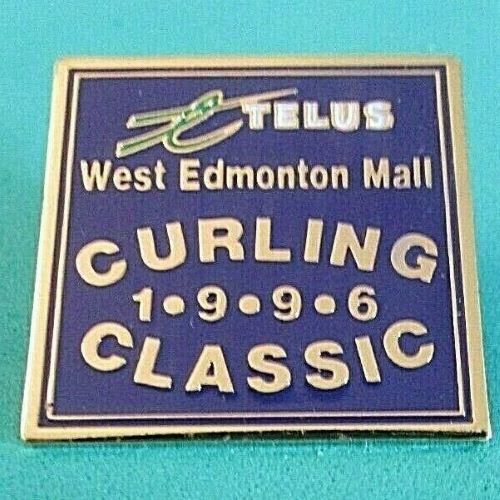 TELUS
West Edmonton Mall
CURLING
1•9•9•6
CLASSIC